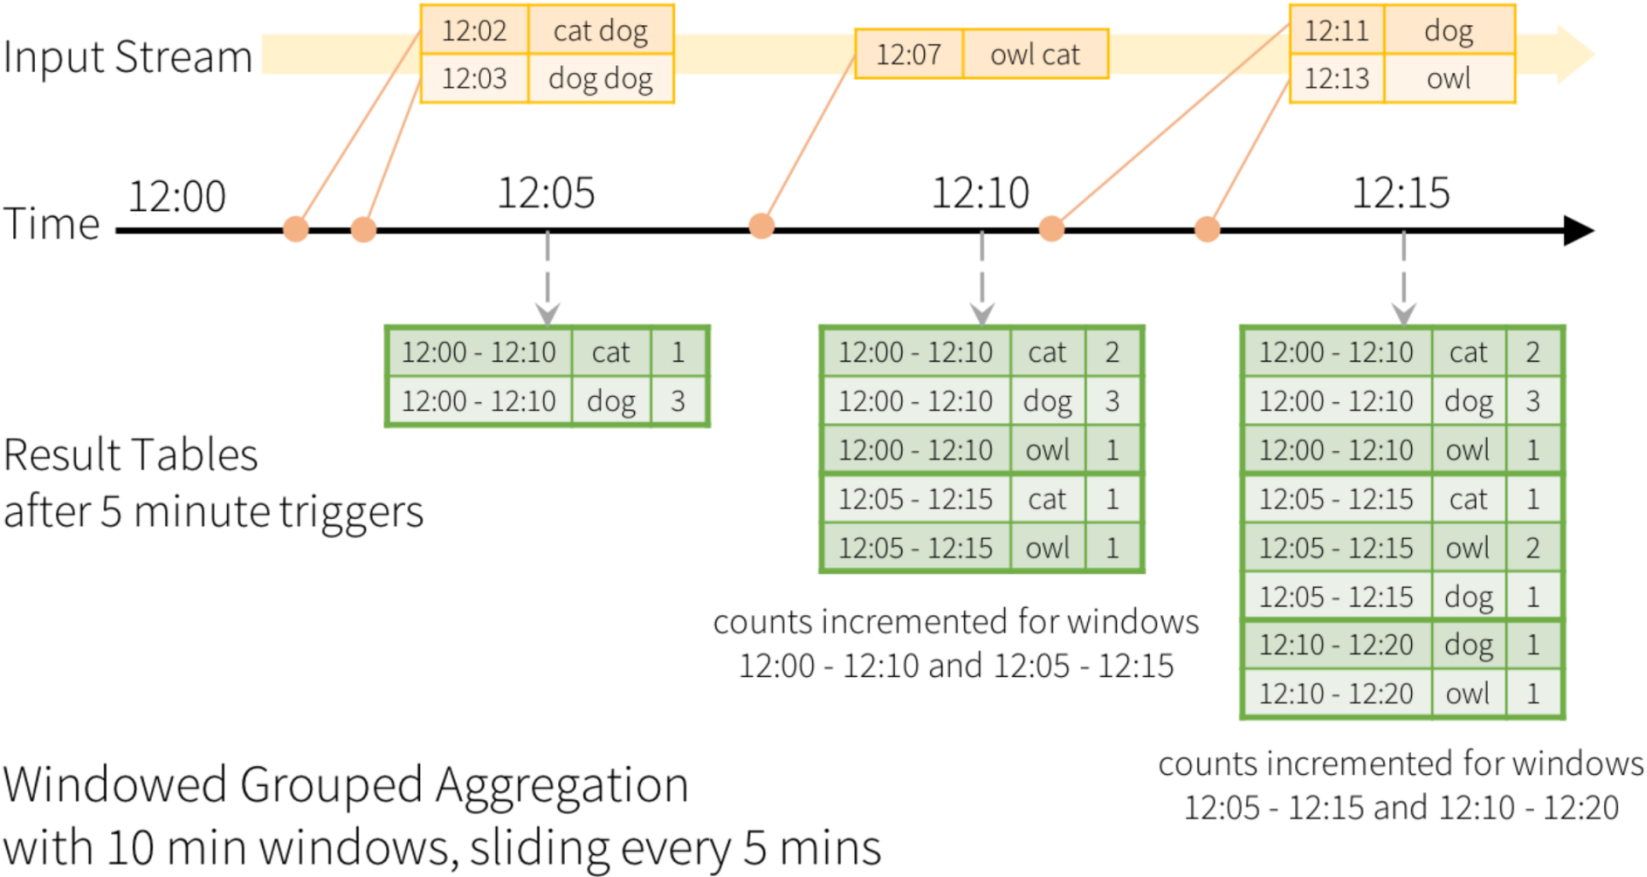 Input Stream
12:02 cat dog
12:03 dog dog
12:07 owl cat
12:11 dog
12:13 owl
Time
12:00 12:05 12:10 12:15
12:00 - 12:10 cat 1
12:00 - 12:10 dog 3
12:00 - 12:10 cat 2
12:00 - 12:10 dog 3
12:00 - 12:10 owl 1
12:05 - 12:15 cat 1
12:05 - 12:15 owl 1
12:00 - 12:10 cat 2
12:00 - 12:10 dog 3
12:00 - 12:10 owl 1
12:05 - 12:15 cat 1
12:05 - 12:15 owl 2
12:05 - 12:15 dog 1
12:10 - 12:20 dog 1
12:10 - 12:20 owl 1
Result Tables
after 5 minute triggers
counts incremented for windows
12:00 - 12:10 and 12:05 - 12:15
counts incremented for windows
12:05 - 12:15 and 12:10 - 12:20
Windowed Grouped Aggregation
with 10 min windows, sliding every 5 mins